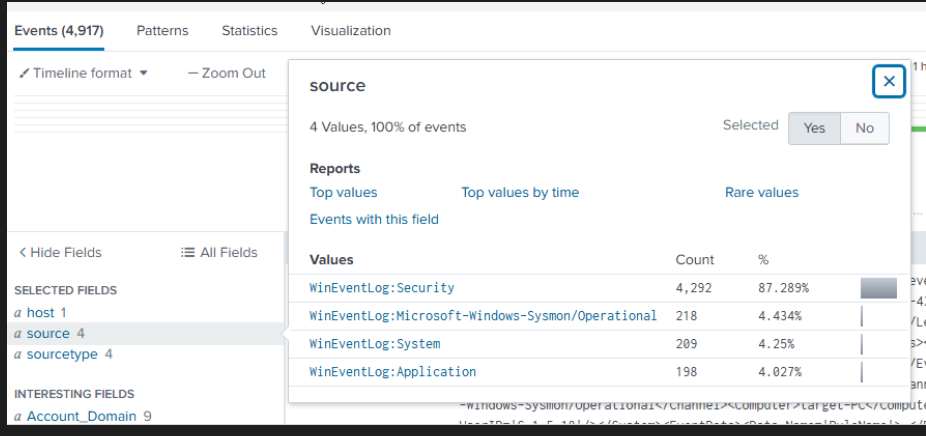 Events (4,917) Patterns Statistics Visualization
Timeline format — Zoom Out
1 h
source
4 Values, 100% of events
Selected Yes No
Reports
Top values Top values by time Rare values
Events with this field
Values Count %
WinEventLog:Security 4,292 87.289%
WinEventLog:Microsoft-Windows-Sysmon/Operational 218 4.434%
WinEventLog:System 209 4.25%
WinEventLog:Application 198 4.027%
< Hide Fields All Fields
SELECTED FIELDS
a host 1
a source 4
a sourcetype 4
INTERESTING FIELDS
a Account_Domain 9
-Windows-Sysmon/Operational</Channel><Computer>target-PC</Compute